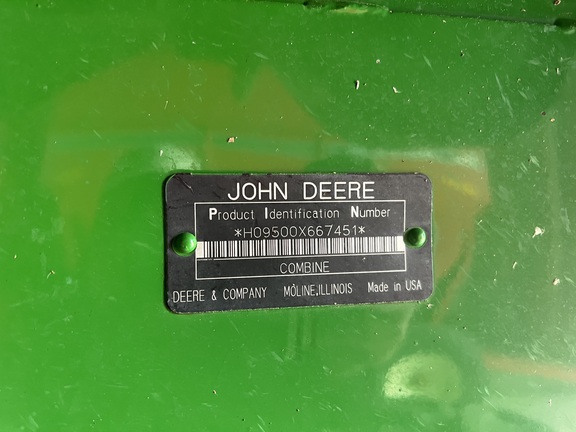 JOHN DEERE
Product Identification Number
*H09500X667451*
COMBINE
DEERE & COMPANY MOLINE,ILLINOIS Made in USA